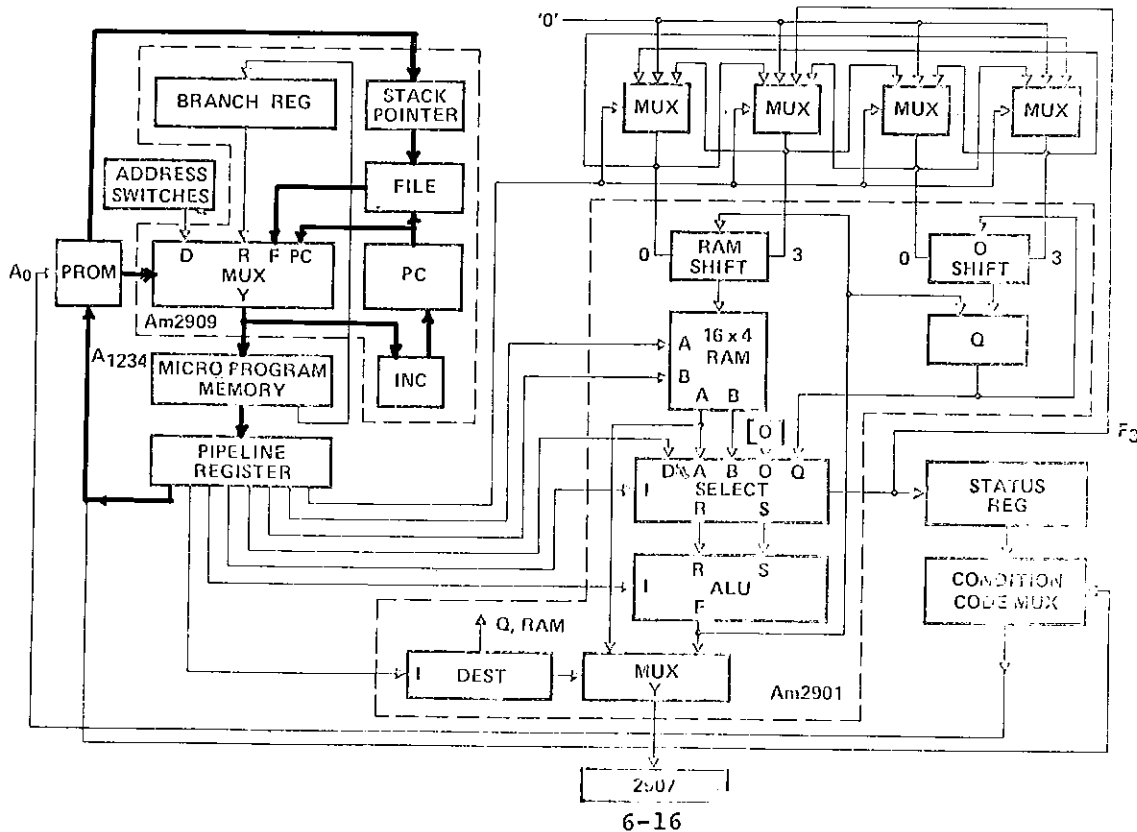 '0'
BRANCH REG
STACK
POINTER
MUX
MUX
MUX
MUX
ADDRESS
SWITCHES
FILE
D R F PC
MUX
Y
Am2909
A0
PROM
PC
A1234
MICRO PROGRAM
MEMORY
INC
PIPELINE
REGISTER
0
RAM
SHIFT
3
0
Q
SHIFT
3
16 x 4
RAM
A
B
A B
Q
[0]
F3
D A B O Q
I SELECT
R S
STATUS
REG
R S
I ALU
F
CONDITION
CODE MUX
Q, RAM
I DEST
MUX
Y
Am2901
2907
6-16